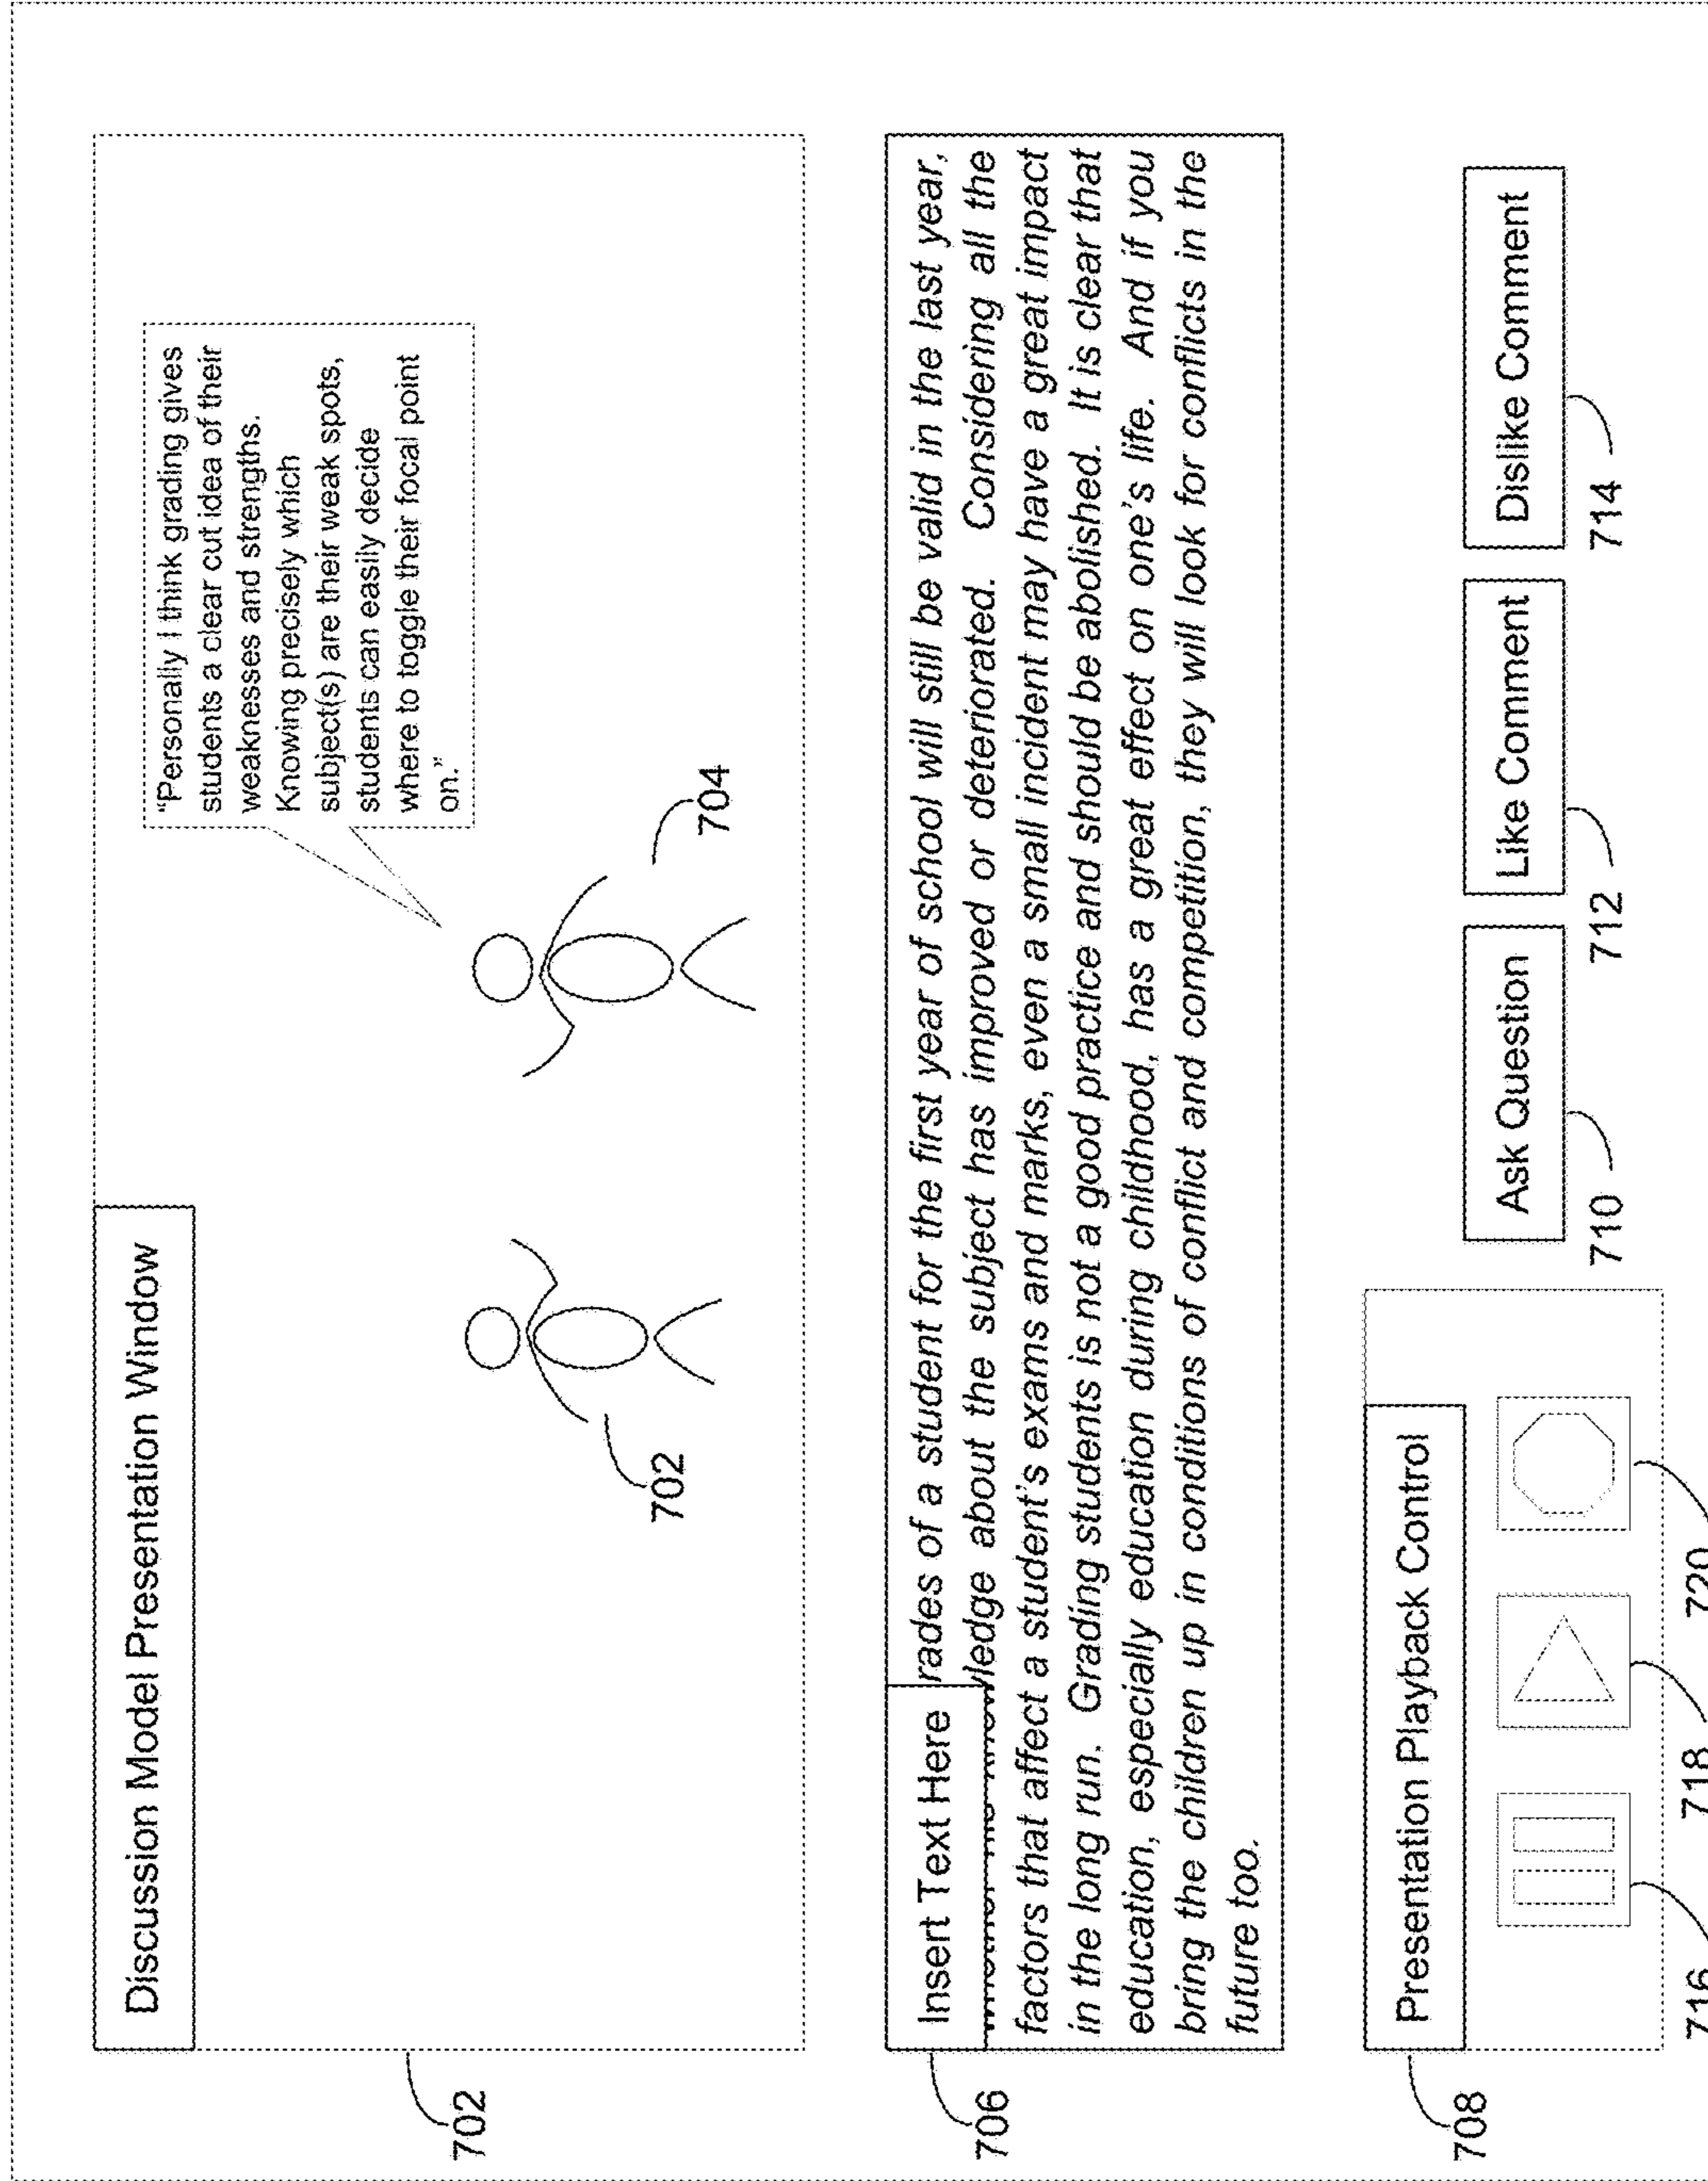 Discussion Model Presentation Window
"Personally I think grading gives
students a clear cut idea of their
weaknesses and strengths.
Knowing precisely which
subject(s) are their weak spots,
students can easily decide
where to toggle their focal point
on."
702
704
702
Insert Text Here
rades of a student for the first year of school will still be valid in the last year,
ledge about the subject has improved or deteriorated. Considering all the
factors that affect a student's exams and marks, even a small incident may have a great impact
in the long run. Grading students is not a good practice and should be abolished. It is clear that
education, especially education during childhood, has a great effect on one's life. And if you
bring the children up in conditions of conflict and competition, they will look for conflicts in the
future too.
706
Presentation Playback Control
708
716
718
720
Ask Question
710
Like Comment
712
Dislike Comment
714